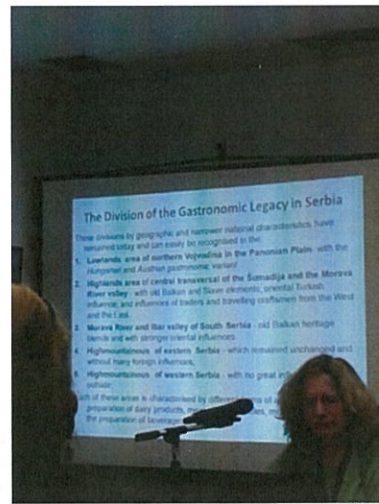 The Division of the Gastronomic Legacy in Serbia
These divisions by geographic and narrower national characteristics, have
remained today and can easily be recognised in the:
1. Lowlands area of northern Vojvodina in the Panonian Plain- with the
Hungarian and Austrian gastronomic variant
2. Highlands area of central transversal of the Šumadija and the Morava
River valley - with old Balkan and Slavic elements, oriental Turkish
influence, and influences of traders and travelling craftsmen from the West
and the East.
3. Morava River and Ibar valley of South Serbia - old Balkan heritage
blends and with stronger oriental influences
4. Highmountainous of eastern Serbia - which remained unchanged and
without many foreign influences,
5. Highmountainous of western Serbia - with no great
outside.
of these areas is characterised by
preparation of dairy products,
the preparation of beverage